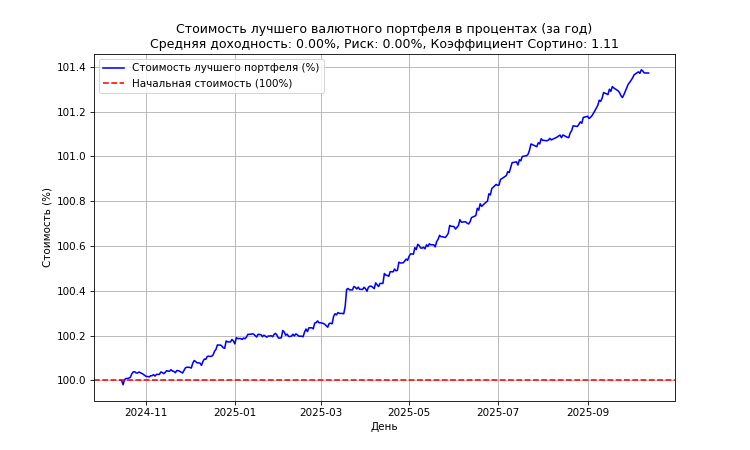 Стоимость лучшего валютного портфеля в процентах (за год)
Средняя доходность: 0.00%, Риск: 0.00%, Коэффициент Сортино: 1.11
Стоимость лучшего портфеля (%)
Начальная стоимость (100%)
Стоимость (%)
101.4
101.2
101.0
100.8
100.6
100.4
100.2
100.0
2024-11
2025-01
2025-03
2025-05
2025-07
2025-09
День